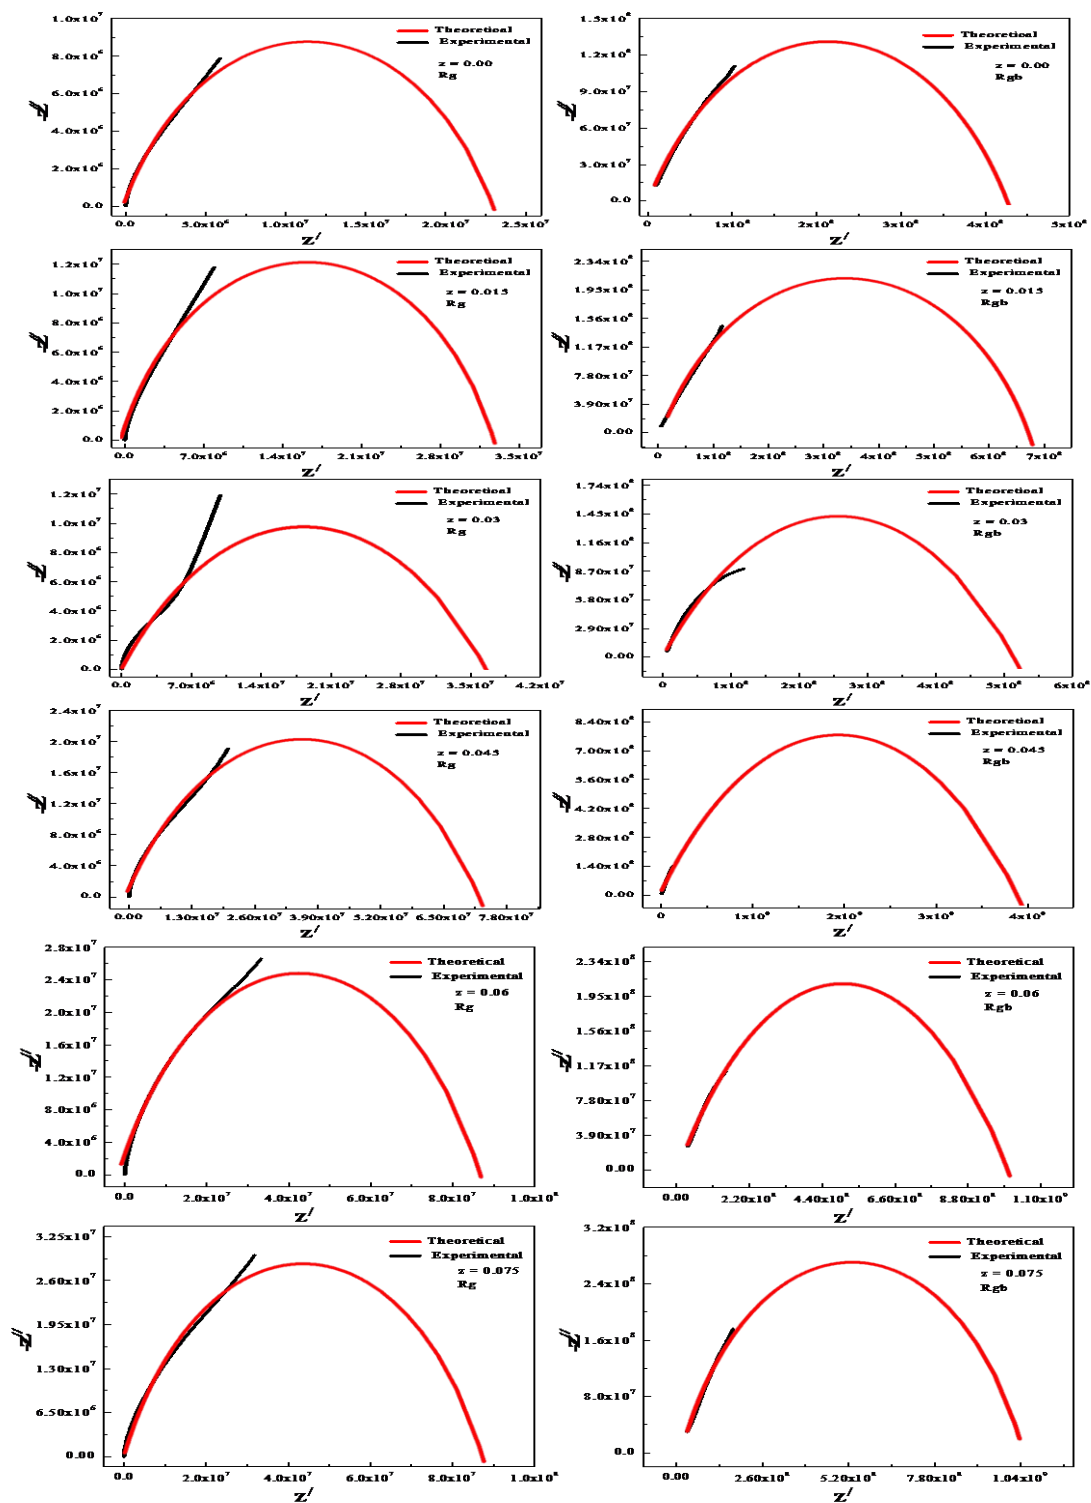 1.0x10⁷
8.0x10⁶
6.0x10⁶
4.0x10⁶
2.0x10⁶
0.0
-Z''
Theoretical
Experimental
z = 0.00
Rg
0.0 5.0x10⁶ 1.0x10⁷ 1.5x10⁷ 2.0x10⁷ 2.5x10⁷
Z'
1.5x10⁸
1.2x10⁸
9.0x10⁷
6.0x10⁷
3.0x10⁷
0.0
-Z''
Theoretical
Experimental
z = 0.00
Rgb
0 1x10⁸ 2x10⁸ 3x10⁸ 4x10⁸ 5x10⁸
Z'
1.2x10⁷
1.0x10⁷
8.0x10⁶
6.0x10⁶
4.0x10⁶
2.0x10⁶
0.0
-Z''
Theoretical
Experimental
z = 0.015
Rg
0.0 7.0x10⁶ 1.4x10⁷ 2.1x10⁷ 2.8x10⁷ 3.5x10⁷
Z'
2.34x10⁸
1.95x10⁸
1.56x10⁸
1.17x10⁸
7.80x10⁷
3.90x10⁷
0.00
-Z''
Theoretical
Experimental
z = 0.015
Rgb
0 1x10⁸ 2x10⁸ 3x10⁸ 4x10⁸ 5x10⁸ 6x10⁸ 7x10⁸
Z'
1.2x10⁷
1.0x10⁷
8.0x10⁶
6.0x10⁶
4.0x10⁶
2.0x10⁶
0.0
-Z''
Theoretical
Experimental
z = 0.03
Rg
0.0 7.0x10⁶ 1.4x10⁷ 2.1x10⁷ 2.8x10⁷ 3.5x10⁷ 4.2x10⁷
Z'
1.74x10⁸
1.45x10⁸
1.16x10⁸
8.70x10⁷
5.80x10⁷
2.90x10⁷
0.00
-Z''
Theoretical
Experimental
z = 0.03
Rgb
0 1x10⁸ 2x10⁸ 3x10⁸ 4x10⁸ 5x10⁸ 6x10⁸
Z'
2.4x10⁷
2.0x10⁷
1.6x10⁷
1.2x10⁷
8.0x10⁶
4.0x10⁶
0.0
-Z''
Theoretical
Experimental
z = 0.045
Rg
0.00 1.30x10⁷ 2.60x10⁷ 3.90x10⁷ 5.20x10⁷ 6.50x10⁷ 7.80x10⁷
Z'
8.40x10⁸
7.00x10⁸
5.60x10⁸
4.20x10⁸
2.80x10⁸
1.40x10⁸
0.00
-Z''
Theoretical
Experimental
z = 0.045
Rgb
0 1x10⁹ 2x10⁹ 3x10⁹ 4x10⁹
Z'
2.8x10⁷
2.4x10⁷
2.0x10⁷
1.6x10⁷
1.2x10⁷
8.0x10⁶
4.0x10⁶
0.0
-Z''
Theoretical
Experimental
z = 0.06
Rg
0.0 2.0x10⁷ 4.0x10⁷ 6.0x10⁷ 8.0x10⁷ 1.0x10⁸
Z'
2.34x10⁸
1.95x10⁸
1.56x10⁸
1.17x10⁸
7.80x10⁷
3.90x10⁷
0.00
-Z''
Theoretical
Experimental
z = 0.06
Rgb
0.00 2.20x10⁸ 4.40x10⁸ 6.60x10⁸ 8.80x10⁸ 1.10x10⁹
Z'
3.25x10⁷
2.60x10⁷
1.95x10⁷
1.30x10⁷
6.50x10⁶
0.00
-Z''
Theoretical
Experimental
z = 0.075
Rg
0.0 2.0x10⁷ 4.0x10⁷ 6.0x10⁷ 8.0x10⁷ 1.0x10⁸
Z'
3.2x10⁸
2.4x10⁸
1.6x10⁸
8.0x10⁷
0.0
-Z''
Theoretical
Experimental
z = 0.075
Rgb
0.00 2.60x10⁸ 5.20x10⁸ 7.80x10⁸ 1.04x10⁹
Z'